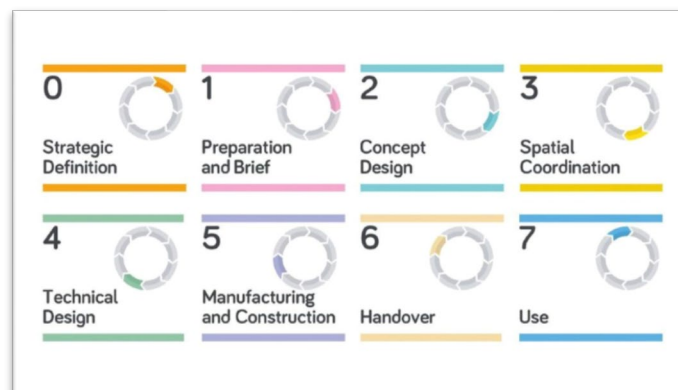 0
Strategic
Definition
1
Preparation
and Brief
2
Concept
Design
3
Spatial
Coordination
4
Technical
Design
5
Manufacturing
and Construction
6
Handover
7
Use